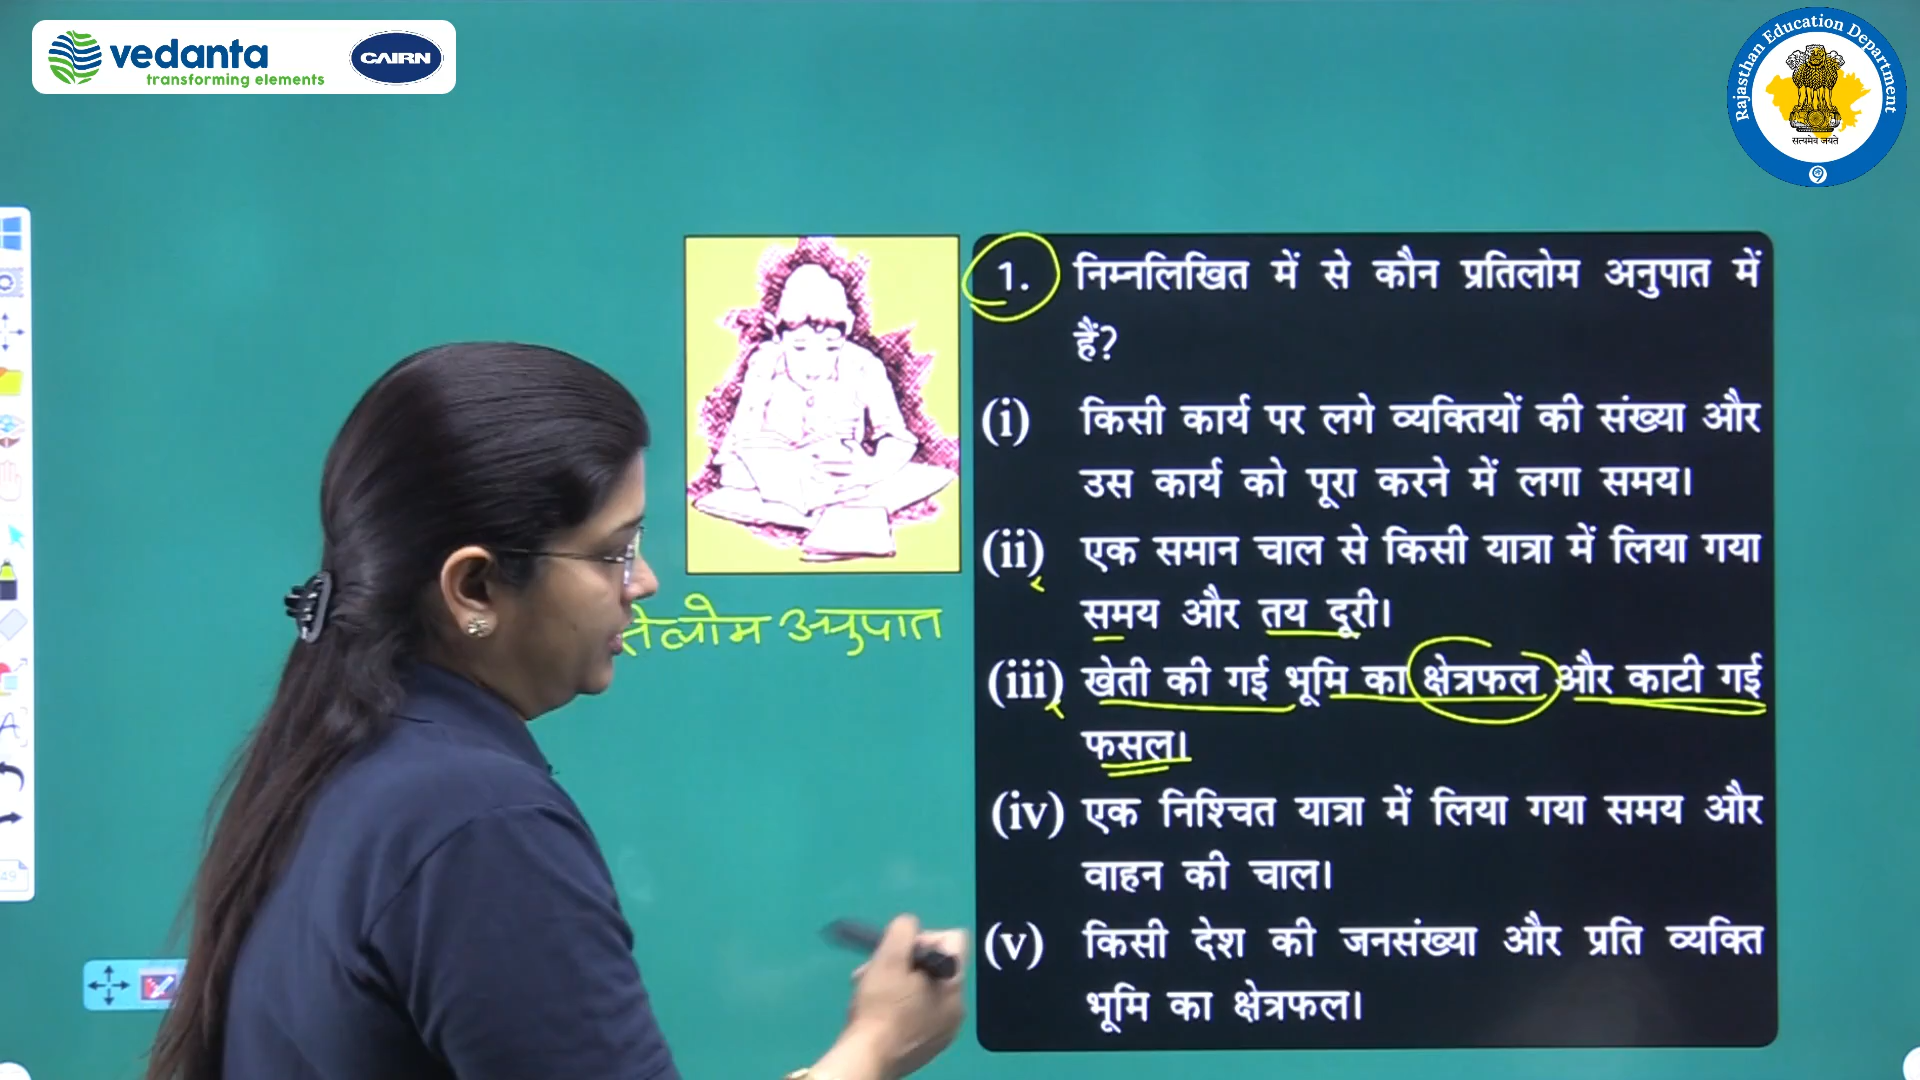 vedanta
transforming elements
CAIRN
Rajasthan Education Department
सत्यमेव जयते
1. निम्नलिखित में से कौन प्रतिलोम अनुपात में
हैं?
(i) किसी कार्य पर लगे व्यक्तियों की संख्या और
उस कार्य को पूरा करने में लगा समय।
(ii) एक समान चाल से किसी यात्रा में लिया गया
समय और तय दूरी।
(iii) खेती की गई भूमि का क्षेत्रफल और काटी गई
फसल।
(iv) एक निश्चित यात्रा में लिया गया समय और
वाहन की चाल।
(v) किसी देश की जनसंख्या और प्रति व्यक्ति
भूमि का क्षेत्रफल।
अनुपात
49